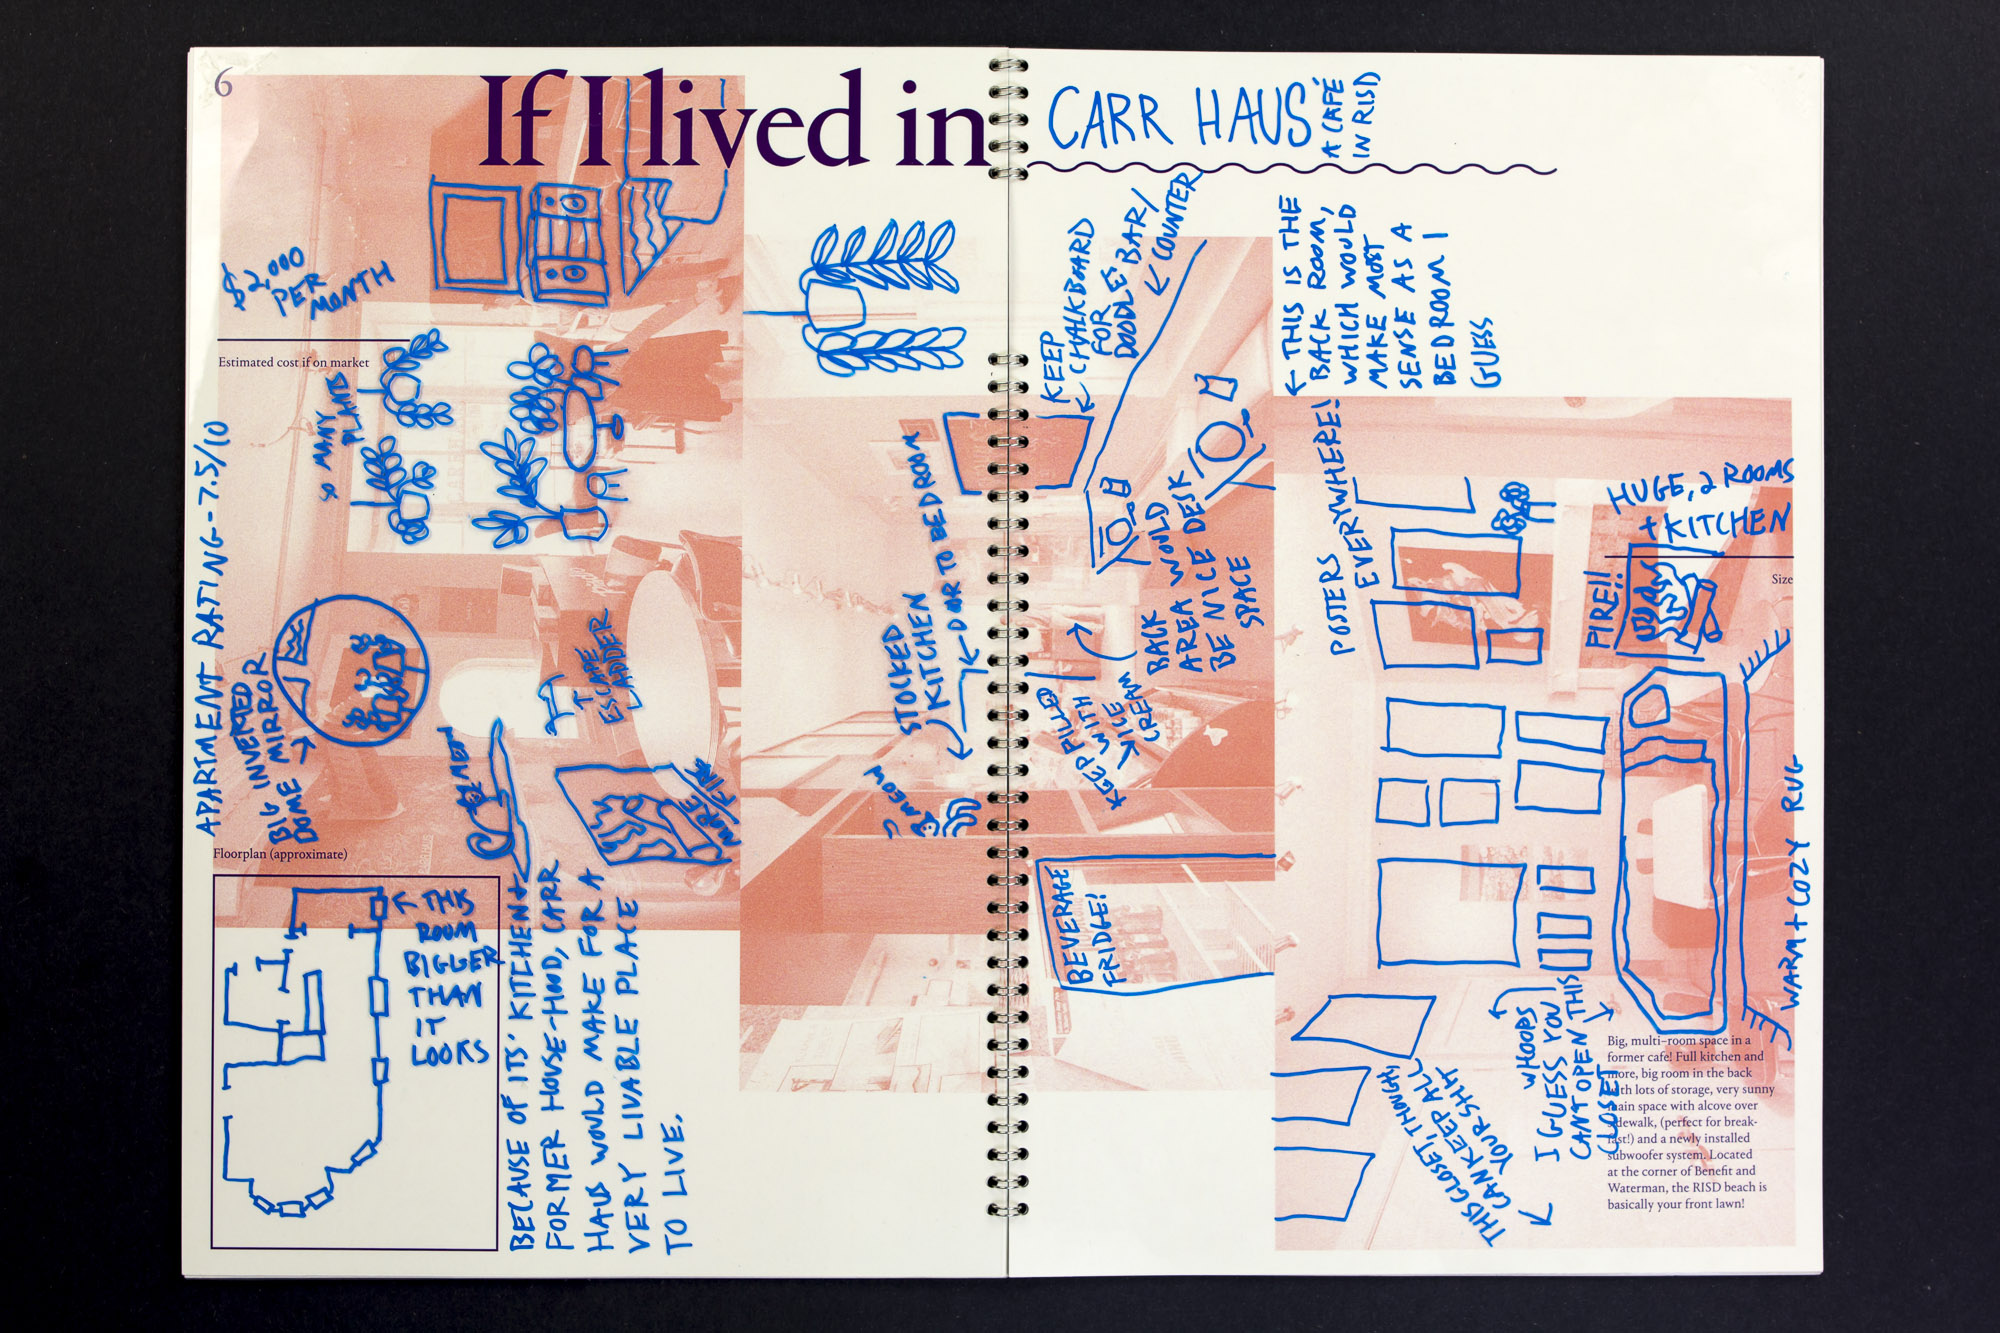 6
If I lived in
CARR HAUS
A CAFÉ
IN RISD
$2,000
PER
MONTH
Estimated cost if on market
SO MANY
PLANTS
APARTMENT RATING - 7.5/10
BIG INVERTED
DOME MIRROR
MEOW
ESCAPE
LADDER
MORE FIRE
Floorplan (approximate)
← THIS
ROOM
BIGGER
THAN
IT
LOOKS
BECAUSE OF ITS' KITCHEN +
FORMER HOUSE-HOOD, CARR
HAUS WOULD MAKE FOR A
VERY LIVABLE PLACE
TO LIVE.
STOCKED
KITCHEN
← DOOR TO BEDROOM
MEOW
KEEP
CHALKBOARD
FOR
DOODLES
BAR/
COUNTER
BACK
AREA WOULD
BE NICE DESK
SPACE
KEEP FILLED
WITH
ICE
CREAM
BEVERAGE
FRIDGE!
← THIS IS THE
BACK ROOM,
WHICH WOULD
MAKE MOST
SENSE AS A
BEDROOM I
GUESS
POSTERS
EVERYWHERE!
HUGE, 2 ROOMS
+ KITCHEN
Size
FIRE!!
WARM + COZY RUG
WHOOPS
I GUESS YOU
CAN'T OPEN THIS
CLOSET
THIS CLOSET, THOUGH,
CAN KEEP ALL
YOUR SHIT
Big, multi-room space in a
former cafe! Full kitchen and
more, big room in the back
with lots of storage, very sunny
main space with alcove over
sidewalk, (perfect for break-
fast!) and a newly installed
subwoofer system. Located
at the corner of Benefit and
Waterman, the RISD beach is
basically your front lawn!